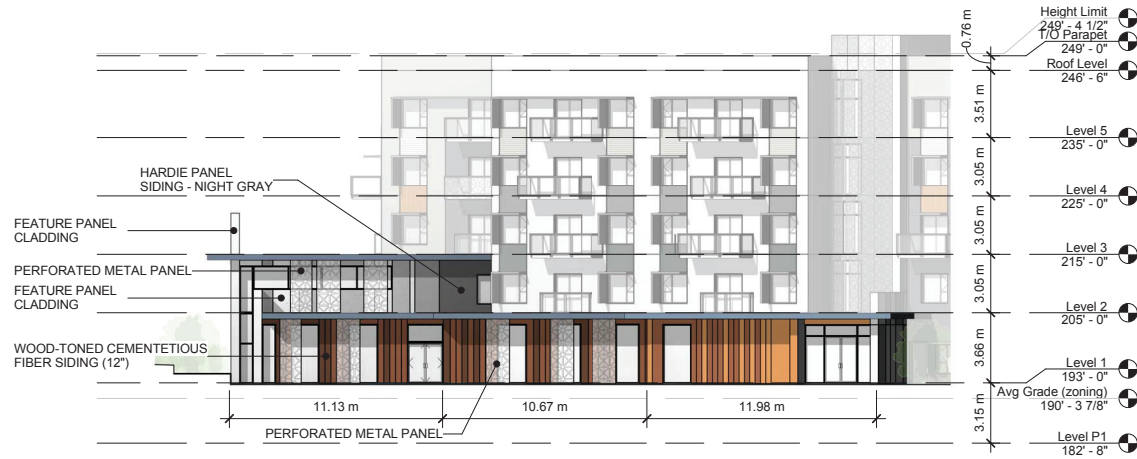 Height Limit
249' - 4 1/2"
T/O Parapet
249' - 0"
Roof Level
246' - 6"
0.76 m
3.51 m
Level 5
235' - 0"
3.05 m
HARDIE PANEL
SIDING - NIGHT GRAY
Level 4
225' - 0"
FEATURE PANEL
CLADDING
3.05 m
Level 3
215' - 0"
PERFORATED METAL PANEL
FEATURE PANEL
CLADDING
3.05 m
Level 2
205' - 0"
WOOD-TONED CEMENTETIOUS
FIBER SIDING (12")
3.66 m
Level 1
193' - 0"
Avg Grade (zoning)
190' - 3 7/8"
11.13 m
10.67 m
11.98 m
3.15 m
PERFORATED METAL PANEL
Level P1
182' - 8"